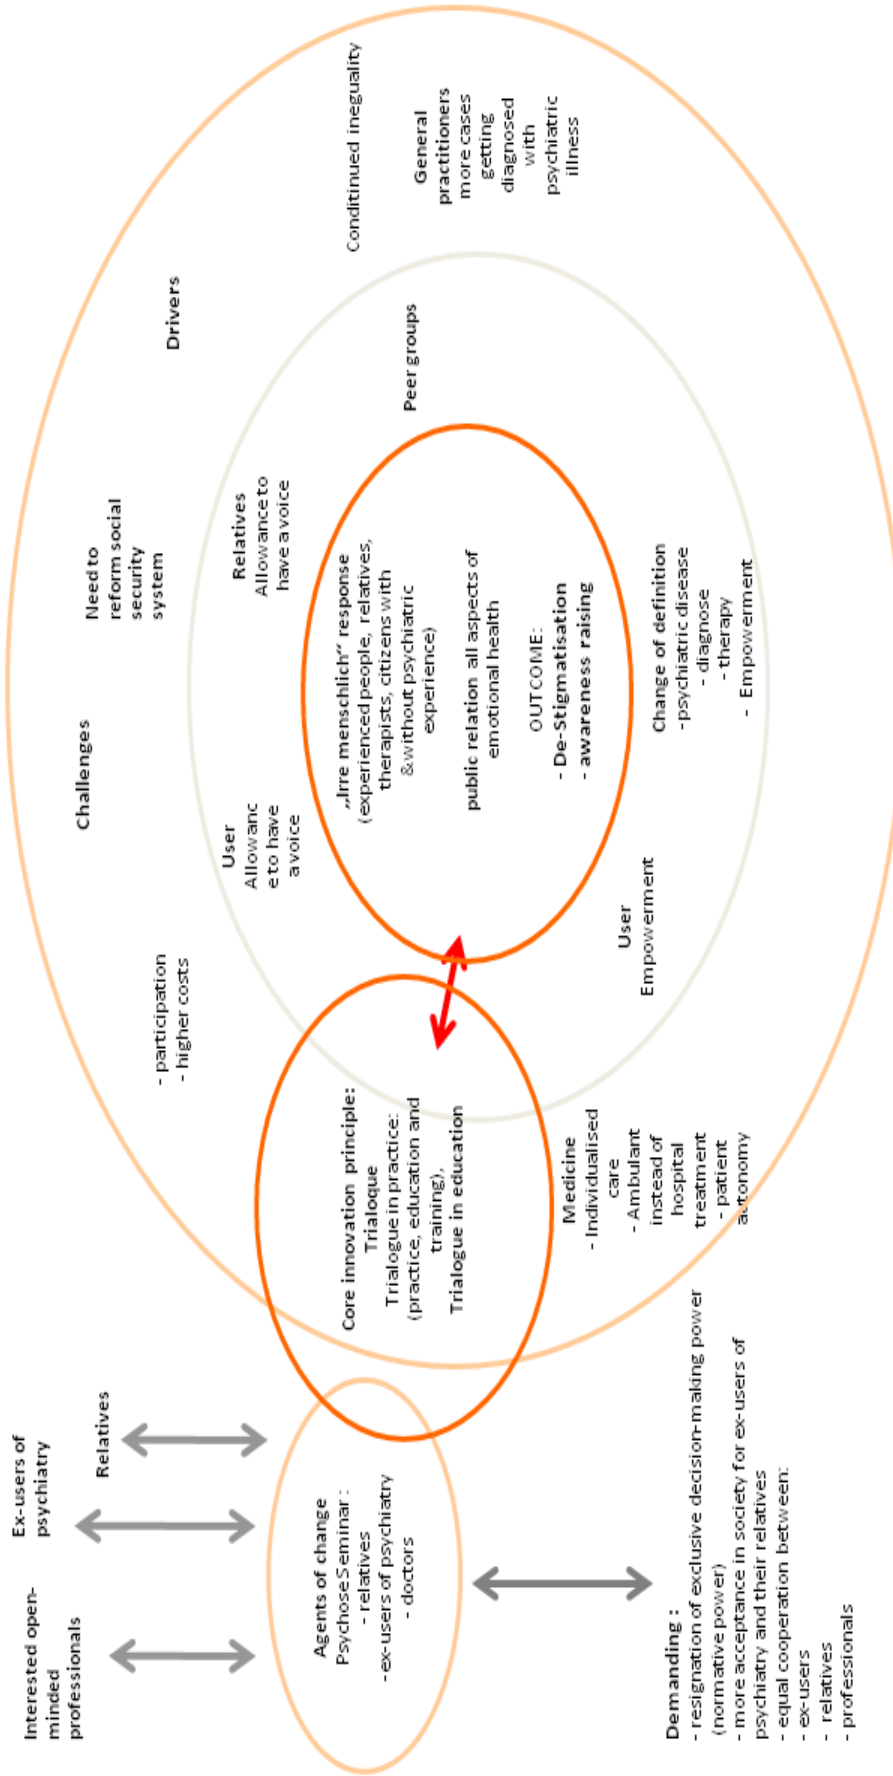 Interested open-
minded
professionals
Ex-users of
psychiatry
Relatives
Agents of change
PsychoseSeminar :
- relatives
-ex-users of psychiatry
- doctors
Demanding :
- resignation of exclusive decision-making power
(normative power)
- more acceptance in society for ex-users of
psychiatry and their relatives
- equal cooperation between:
- ex-users
- relatives
- professionals
Core innovation principle:
Trialoque
Trialogue in practice:
(practice, education and
training),
Trialogue in education
- participation
- higher costs
Medicine
- Individualised
care
- Ambulant
instead of
hospital
treatment
- patient
autonomy
Challenges
User
Allowanc
e to have
a voice
User
Empowerment
Need to
reform social
security
system
Relatives
Allowance to
have a voice
„Irre menschlich“ response
(experienced people, relatives,
therapists, citizens with
&without psychiatric
experience)
public relation all aspects of
emotional health
OUTCOME:
- De-Stigmatisation
- awareness raising
Change of definition
-psychiatric disease
- diagnose
- therapy
- Empowerment
Drivers
Peer groups
Conditinued ineguality
General
practitioners
more cases
getting
diagnosed
with
psychiatric
illness